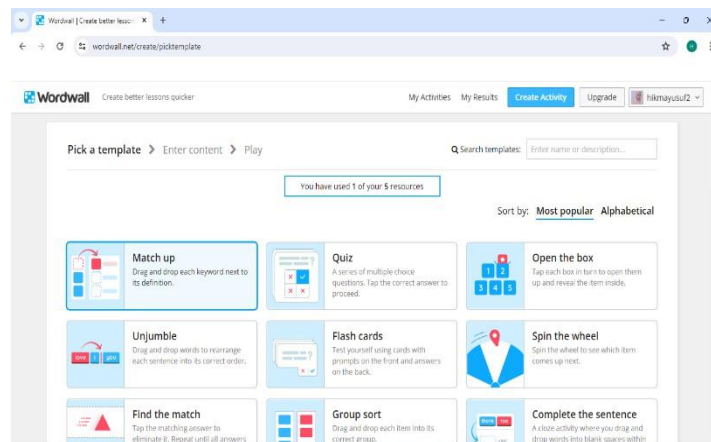 Wordwall | Create better lesson
wordwall.net/create/picktemplate
Wordwall Create better lessons quicker My Activities My Results Create Activity Upgrade hikmayusuf2
Pick a template > Enter content > Play Search templates: Enter name or description...
You have used 1 of your 5 resources
Sort by: Most popular Alphabetical
Match up
Drag and drop each keyword next to
its definition.
Quiz
A series of multiple choice
questions. Tap the correct answer to
proceed.
Open the box
Tap each box in turn to open them
up and reveal the item inside.
1 2
3 4 5
Unjumble
Drag and drop words to rearrange
each sentence into its correct order.
Flash cards
Test yourself using cards with
prompts on the front and answers
on the back.
Spin the wheel
Spin the wheel to see which item
comes up next.
Find the match
Tap the matching answer to
eliminate it. Repeat until all answers
Group sort
Drag and drop each item into its
correct group.
Complete the sentence
A cloze activity where you drag and
drop words into blank spaces within